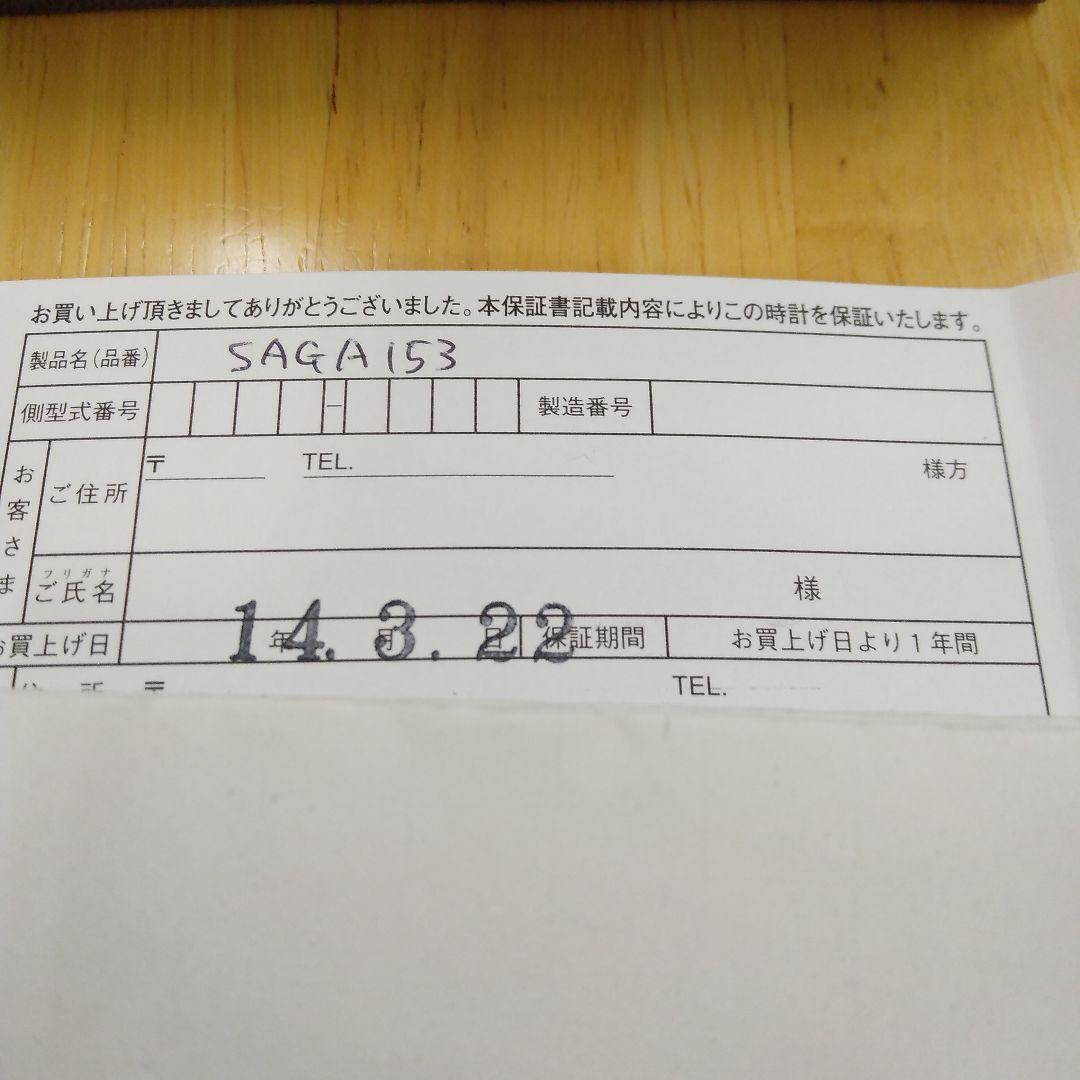 お買い上げ頂きましてありがとうございました。本保証書記載内容によりこの時計を保証いたします。
製品名(品番) SAGA153
側型式番号 - 製造番号
お客さま
ご住所 〒 TEL. 様方
フリガナ
ご氏名 様
お買上げ日 14.3.22 年 月 日 保証期間 お買上げ日より1年間
〒 TEL.